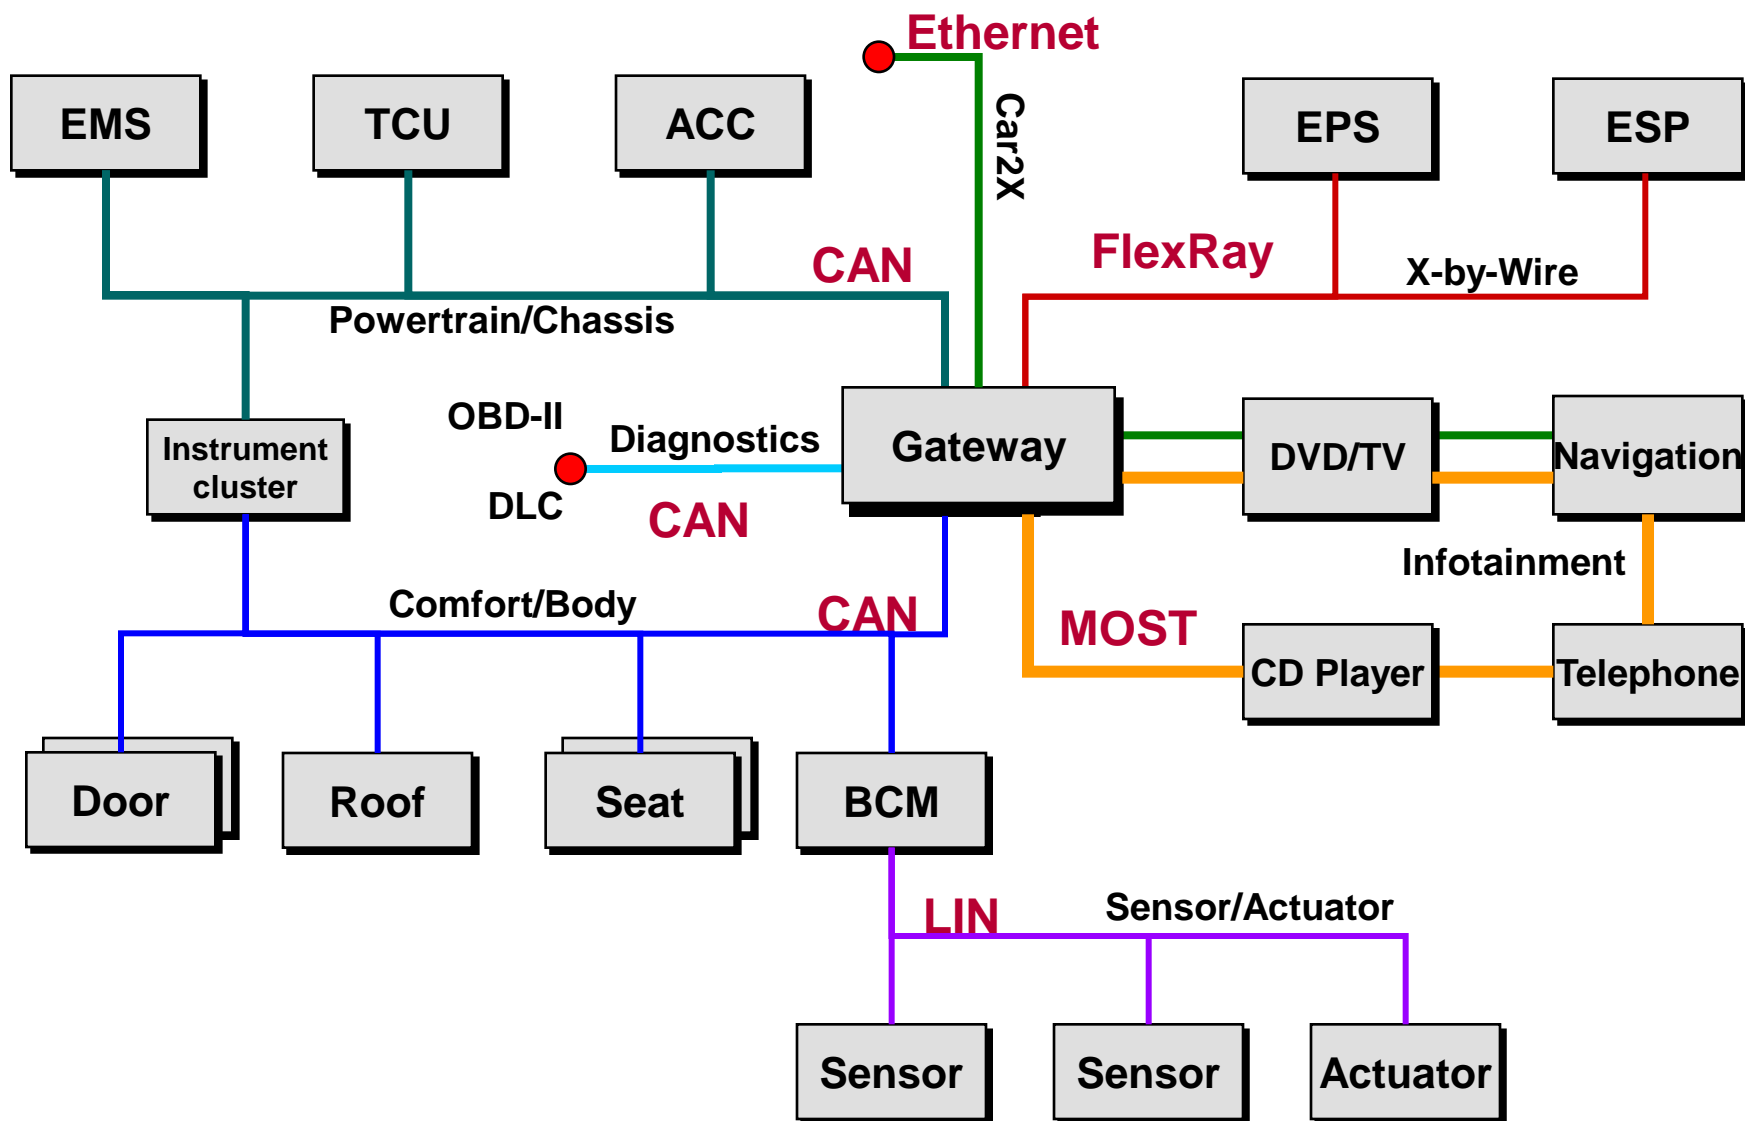 Ethernet
EMS
TCU
ACC
Car2X
EPS
ESP
CAN
FlexRay
X-by-Wire
Powertrain/Chassis
OBD-II
Diagnostics
Gateway
DVD/TV
Navigation
Instrument
cluster
DLC
CAN
Infotainment
Comfort/Body
CAN
MOST
CD Player
Telephone
Door
Roof
Seat
BCM
LIN
Sensor/Actuator
Sensor
Sensor
Actuator